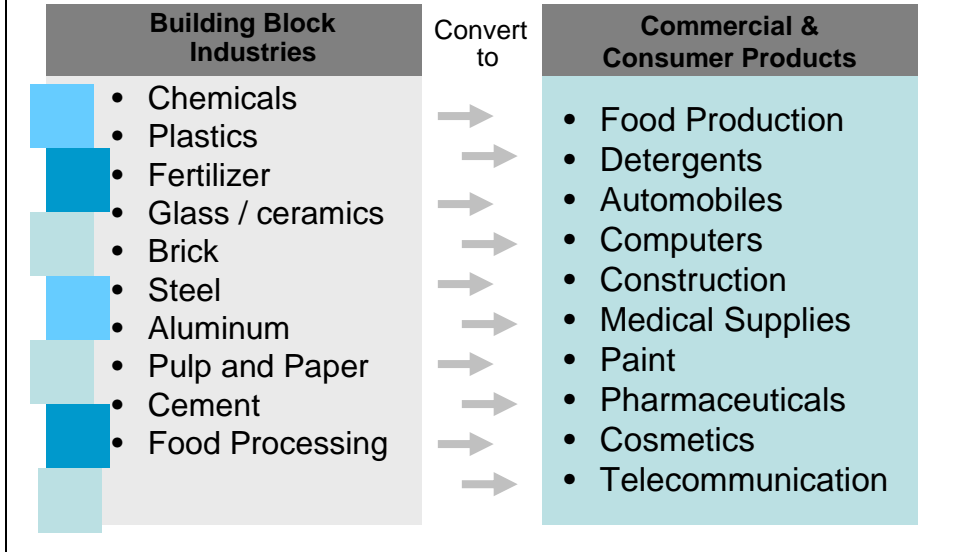 Building Block
Industries
Convert
to
Commercial &
Consumer Products
• Chemicals
• Plastics
• Fertilizer
• Glass / ceramics
• Brick
• Steel
• Aluminum
• Pulp and Paper
• Cement
• Food Processing
• Food Production
• Detergents
• Automobiles
• Computers
• Construction
• Medical Supplies
• Paint
• Pharmaceuticals
• Cosmetics
• Telecommunication